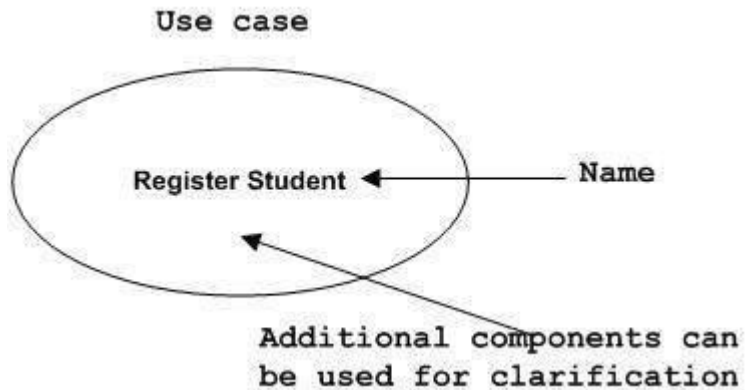 Use case
Register Student
Name
Additional components can
be used for clarification